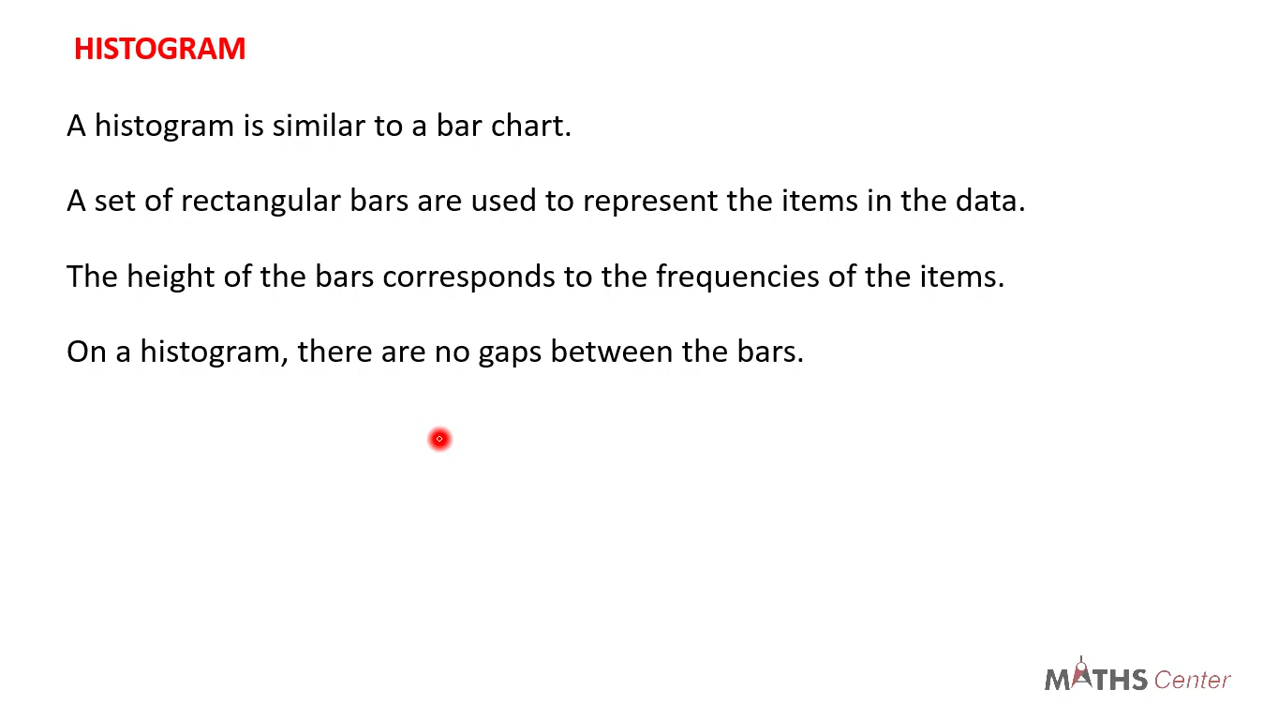 HISTOGRAM
A histogram is similar to a bar chart.
A set of rectangular bars are used to represent the items in the data.
The height of the bars corresponds to the frequencies of the items.
On a histogram, there are no gaps between the bars.
MATHS Center